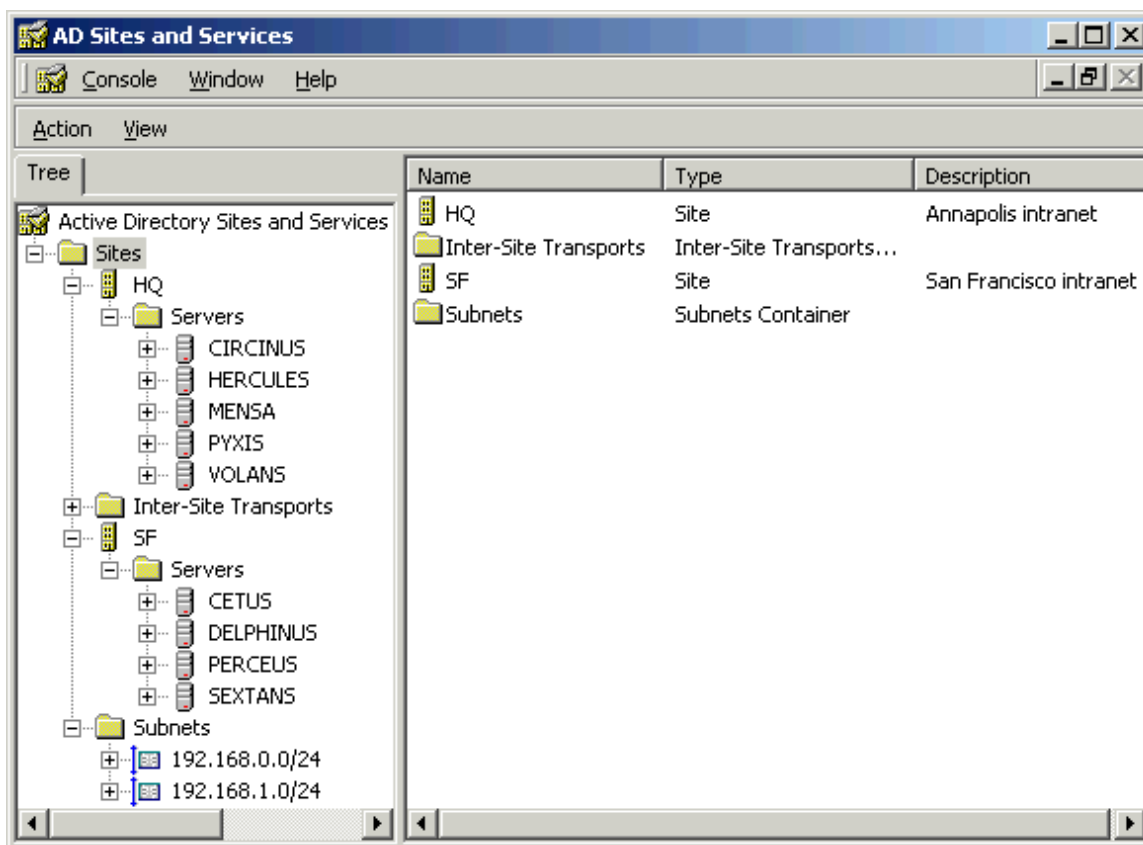 AD Sites and Services
Console Window Help
Action View
Tree
Active Directory Sites and Services
Sites
HQ
Servers
CIRCINUS
HERCULES
MENSA
PYXIS
VOLANS
Inter-Site Transports
SF
Servers
CETUS
DELPHINUS
PERCEUS
SEXTANS
Subnets
192.168.0.0/24
192.168.1.0/24
Name Type Description
HQ Site Annapolis intranet
Inter-Site Transports Inter-Site Transports...
SF Site San Francisco intranet
Subnets Subnets Container